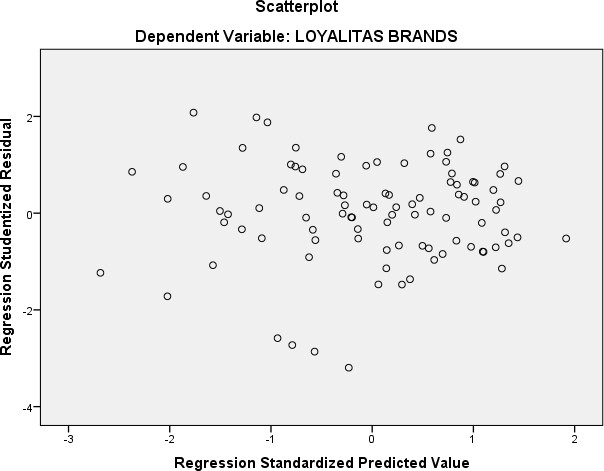 Scatterplot
Dependent Variable: LOYALITAS BRANDS
Regression Studentized Residual
2
0
-2
-4
-3
-2
-1
0
1
2
Regression Standardized Predicted Value